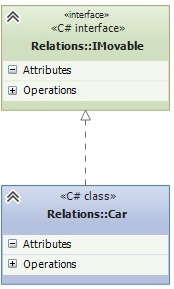 «interface»
«C# interface»
Relations::IMovable
Attributes
Operations
«C# class»
Relations::Car
Attributes
Operations